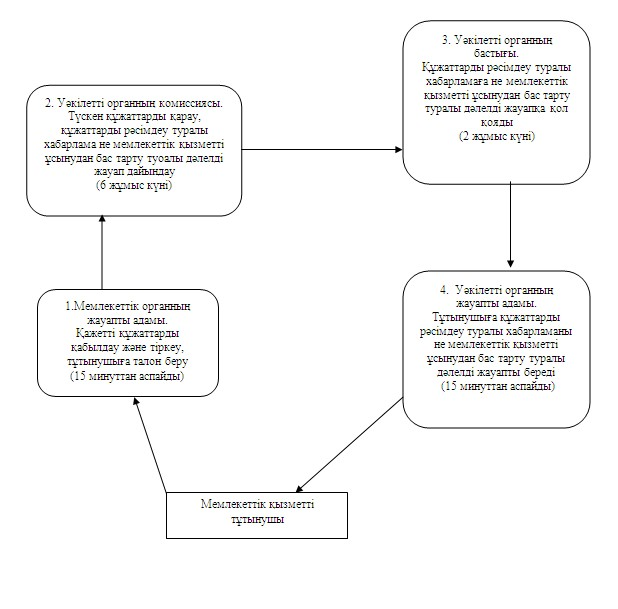 1.Мемлекеттік органның
жауапты адамы.
Қажетті құжаттарды
қабылдау және тіркеу,
тұтынушыға талон беру
(15 минуттан аспайды)
2. Уәкілетті органның комиссиясы.
Түскен құжаттарды қарау,
құжаттарды рәсімдеу туралы
хабарлама не мемлекеттік қызметті
ұсынудан бас тарту туоалы дәлелді
жауап дайындау
(6 жұмыс күні)
3. Уәкілетті органның
бастығы.
Құжаттарды рәсімдеу туралы
хабарламаға не мемлекеттік
қызметті ұсынудан бас тарту
туралы дәлелді жауапқа қол
қояды
(2 жұмыс күні)
4. Уәкілетті органның
жауапты адамы.
Тұтынушыға құжаттарды
рәсімдеу туралы хабарламаны
не мемлекеттік қызметті
ұсынудан бас тарту туралы
дәлелді жауапты береді
(15 минуттан аспайды)
Мемлекеттік қызметті
тұтынушы